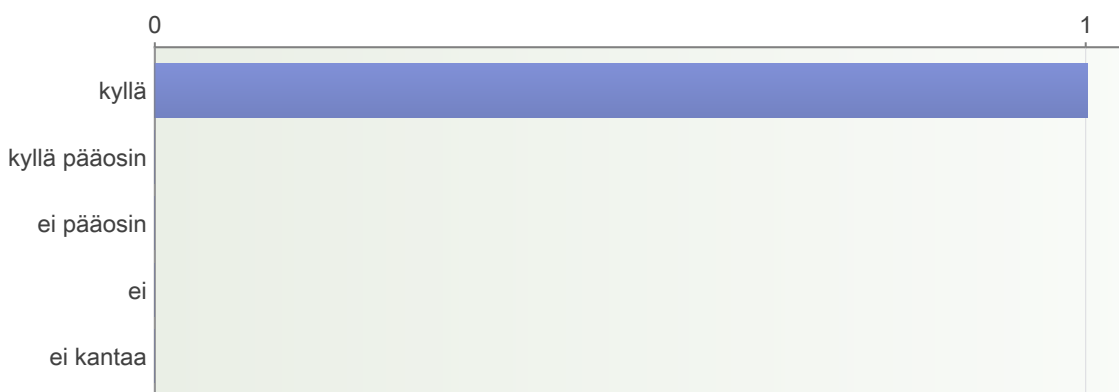 0 1
kyllä
kyllä pääosin
ei pääosin
ei
ei kantaa